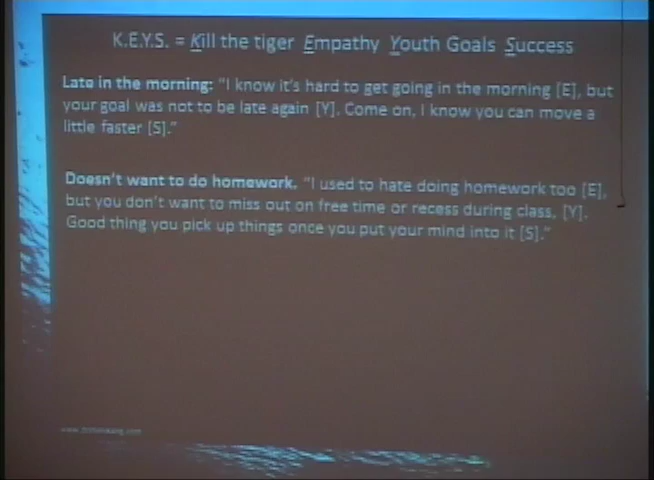 K.E.Y.S. = Kill the tiger Empathy Youth Goals Success
Late in the morning: "I know it's hard to get going in the morning [E], but
your goal was not to be late again [Y]. Come on, I know you can move a
little faster [S]."
Doesn't want to do homework. "I used to hate doing homework too [E],
but you don't want to miss out on free time or recess during class, [Y].
Good thing you pick up things once you put your mind into it [S]."